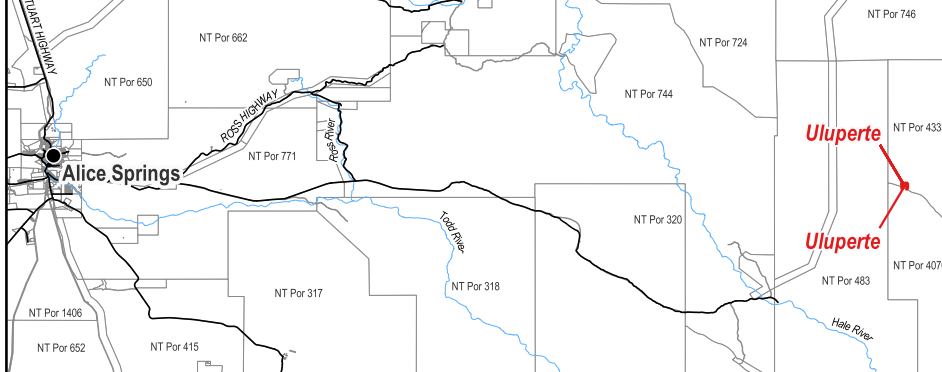 TUART HIGHWAY
NT Por 662
NT Por 724
NT Por 746
NT Por 650
NT Por 744
ROSS HIGHWAY
Ross River
Uluperte
NT Por 433
NT Por 771
Alice Springs
NT Por 320
Todd River
Uluperte
NT Por 407
NT Por 483
NT Por 317
NT Por 318
NT Por 1406
Hale River
NT Por 652
NT Por 415